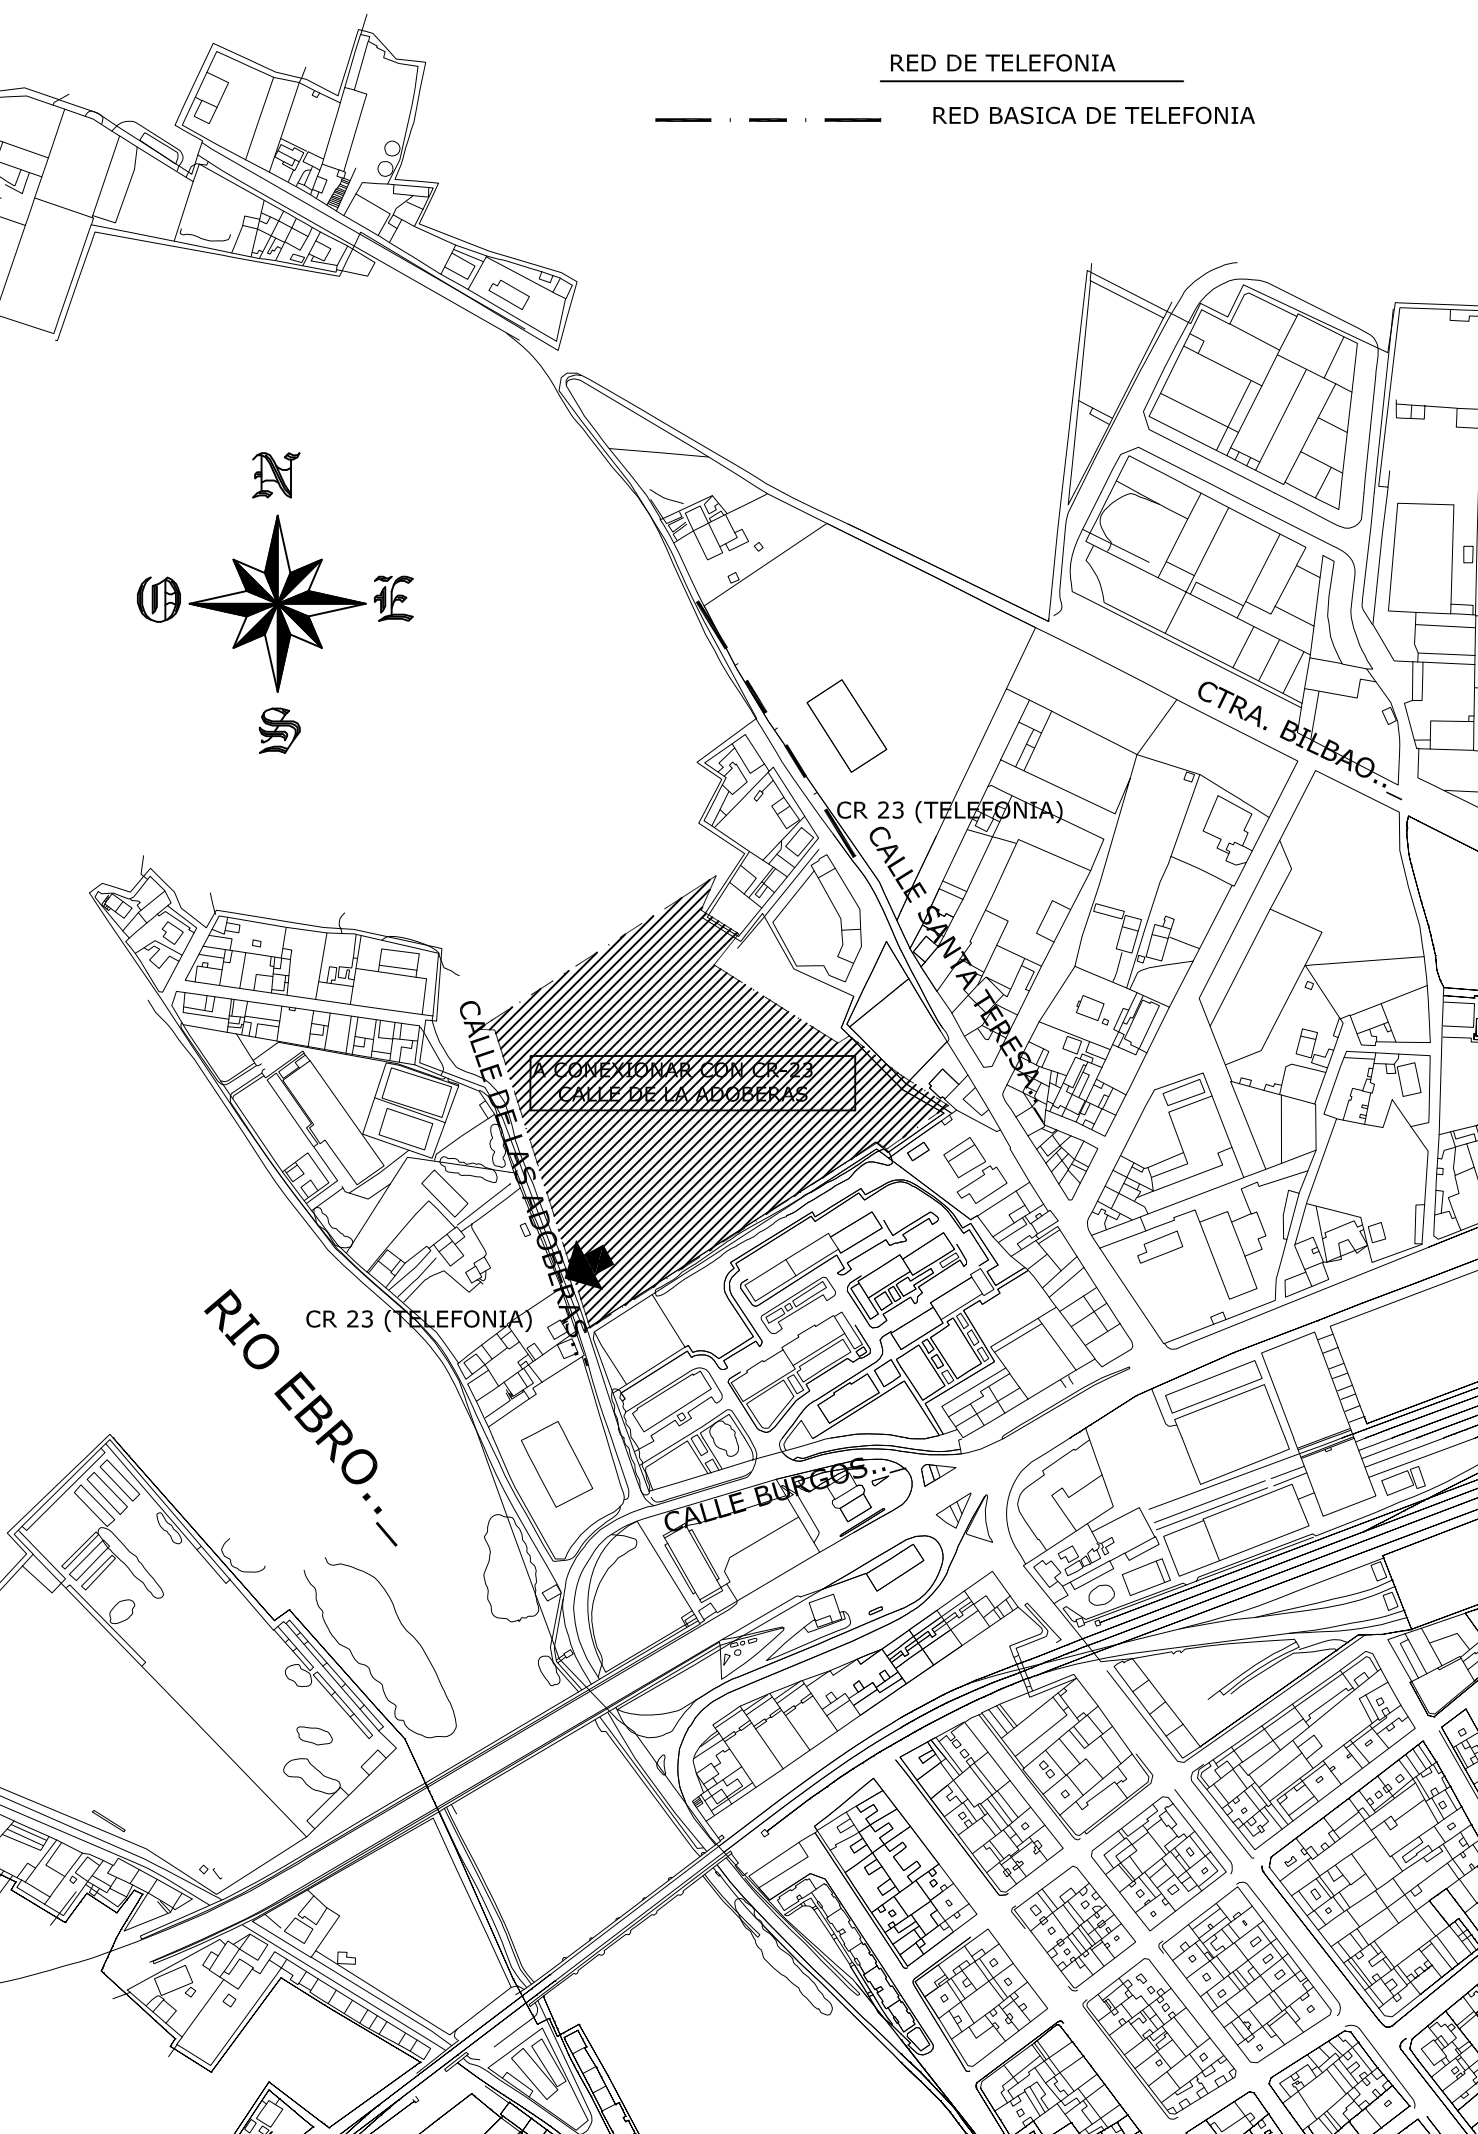 RED DE TELEFONIA
RED BASICA DE TELEFONIA
N
O
E
S
CTRA. BILBAO.._
CR 23 (TELEFONIA)
CALLE SANTA TERESA.._
A CONEXIONAR CON CR-23
CALLE DE LA ADOBERAS
CALLE DE LAS ADOBERAS.._
CR 23 (TELEFONIA)
RIO EBRO.._
CALLE BURGOS.._